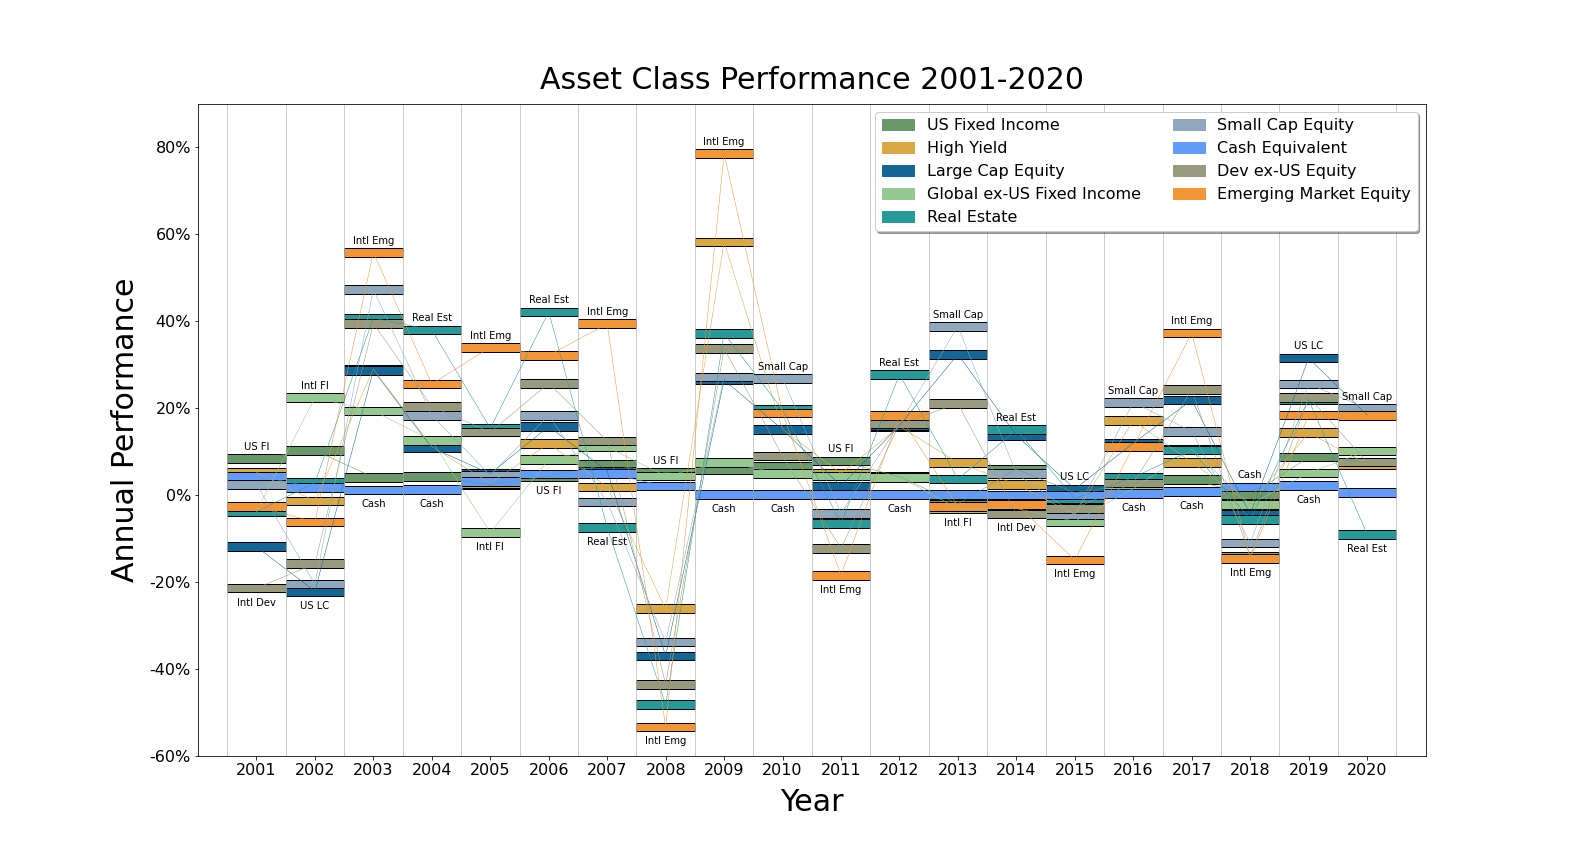 Asset Class Performance 2001-2020
US Fixed Income
High Yield
Large Cap Equity
Global ex-US Fixed Income
Real Estate
Small Cap Equity
Cash Equivalent
Dev ex-US Equity
Emerging Market Equity
Annual Performance
80%
60%
40%
20%
0%
-20%
-40%
-60%
US FI
Intl Dev
Intl FI
US LC
Intl Emg
Cash
Real Est
Cash
Intl Emg
Intl FI
Real Est
US FI
Intl Emg
Real Est
US FI
Intl Emg
Intl Emg
Cash
Small Cap
Cash
US FI
Intl Emg
Real Est
Cash
Small Cap
Intl FI
Real Est
Intl Dev
US LC
Intl Emg
Small Cap
Cash
Intl Emg
Cash
Cash
Intl Emg
US LC
Cash
Small Cap
Real Est
2001 2002 2003 2004 2005 2006 2007 2008 2009 2010 2011 2012 2013 2014 2015 2016 2017 2018 2019 2020
Year